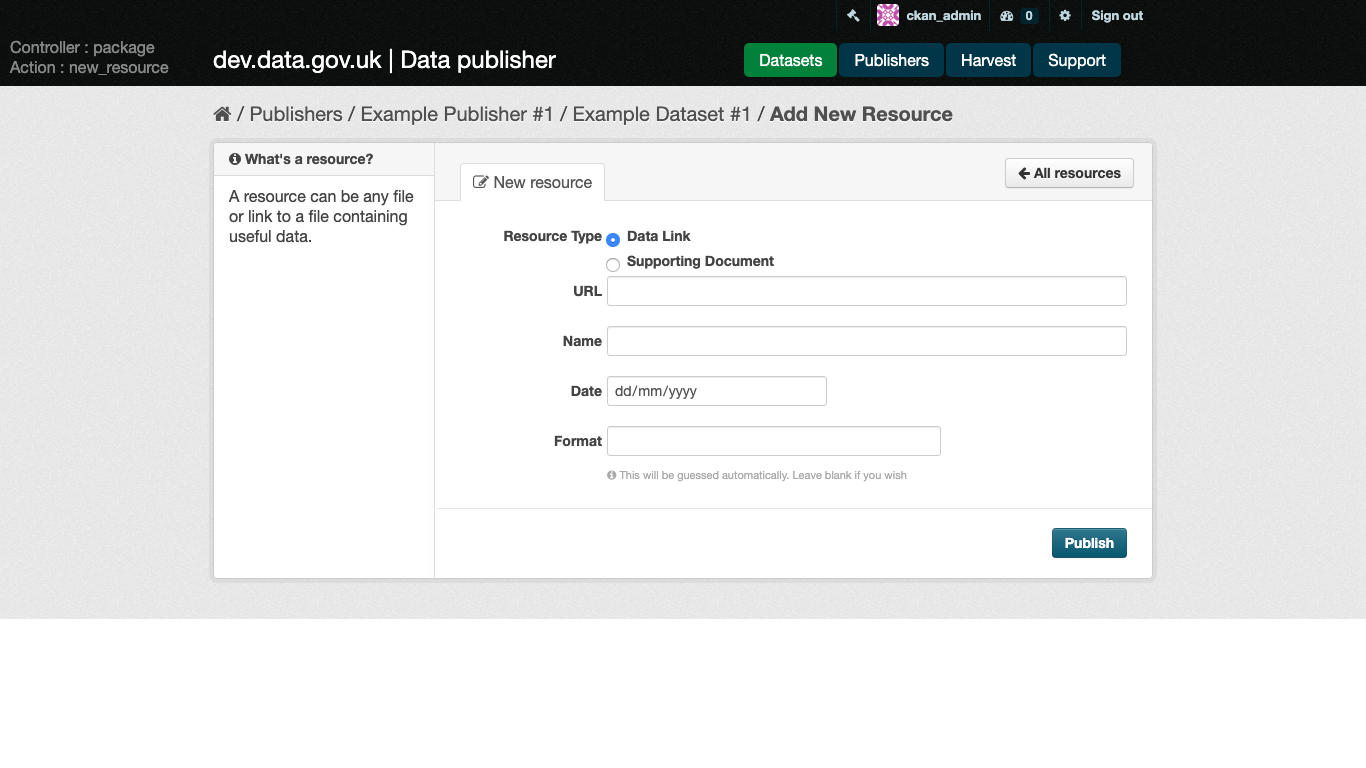 ckan_admin 0 Sign out
Controller : package
Action : new_resource
dev.data.gov.uk | Data publisher
Datasets Publishers Harvest Support
/ Publishers / Example Publisher #1 / Example Dataset #1 / Add New Resource
What's a resource?
A resource can be any file
or link to a file containing
useful data.
New resource
All resources
Resource Type Data Link
Supporting Document
URL
Name
Date dd/mm/yyyy
Format
This will be guessed automatically. Leave blank if you wish
Publish